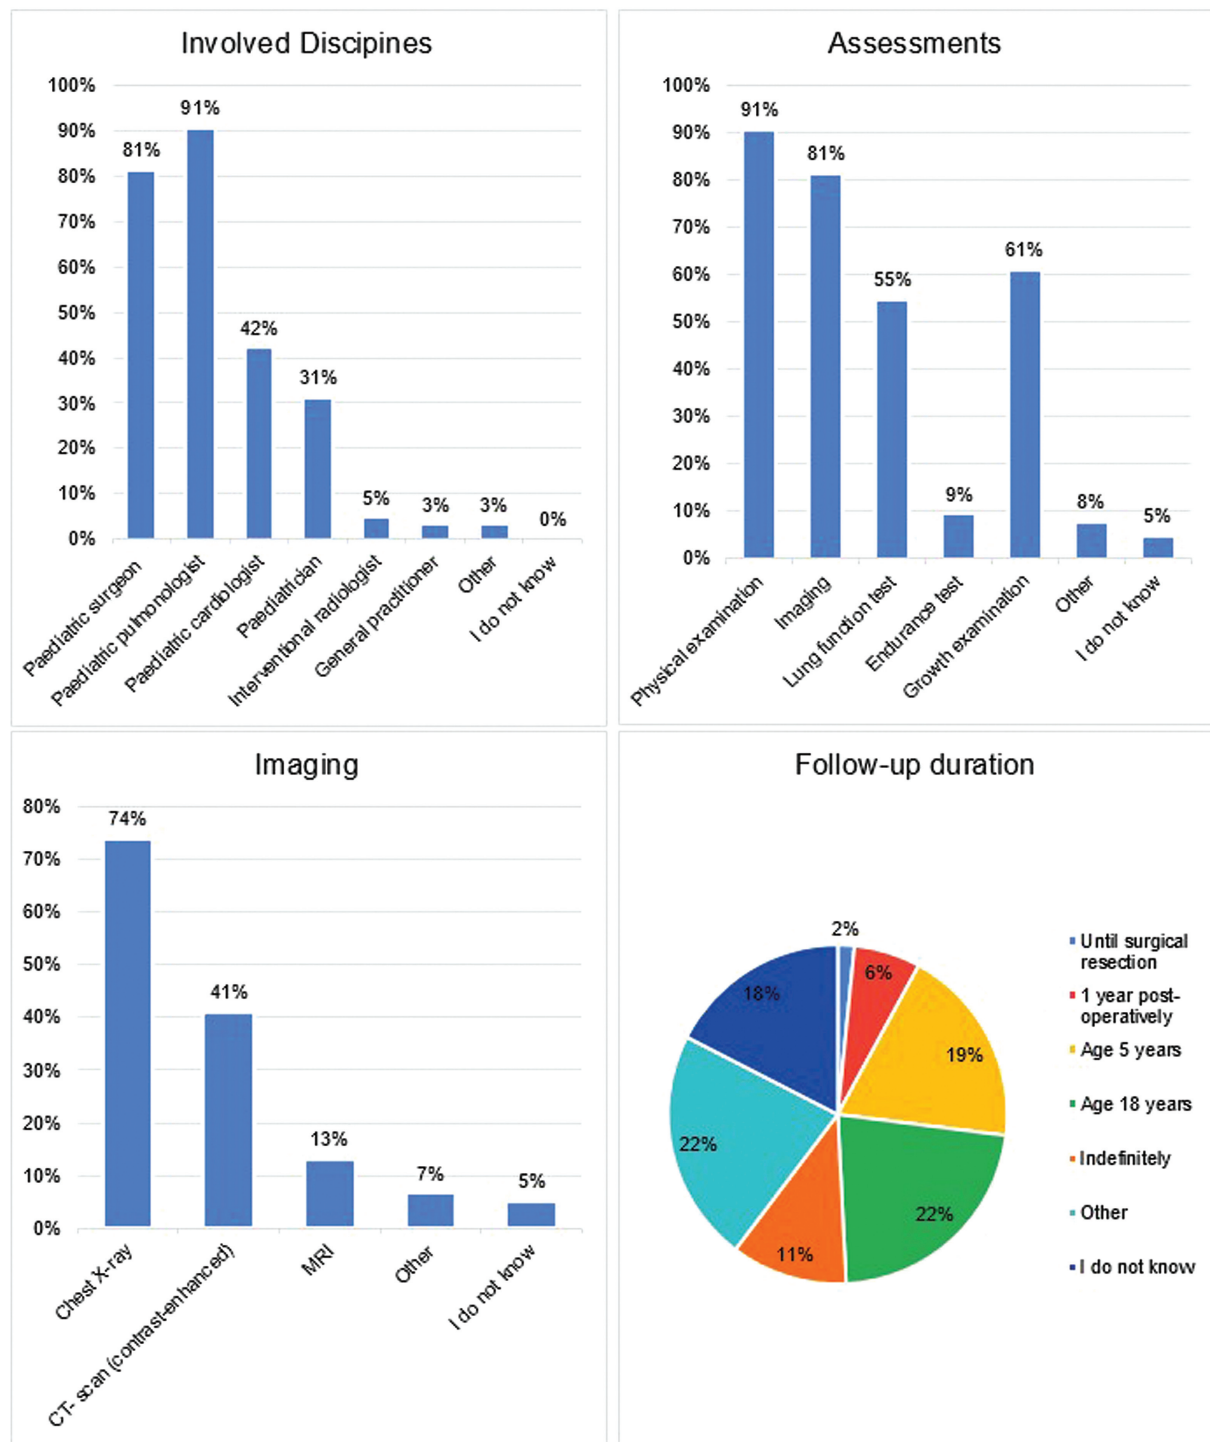 Involved Discipines
100%
90%
80%
70%
60%
50%
40%
30%
20%
10%
0%
81%
91%
42%
31%
5%
3%
3%
0%
Paediatric surgeon
Paediatric pulmonologist
Paediatric cardiologist
Paediatrician
Interventional radiologist
General practitioner
Other
I do not know
Assessments
100%
90%
80%
70%
60%
50%
40%
30%
20%
10%
0%
91%
81%
55%
9%
61%
8%
5%
Physical examination
Imaging
Lung function test
Endurance test
Growth examination
Other
I do not know
Imaging
80%
70%
60%
50%
40%
30%
20%
10%
0%
74%
41%
13%
7%
5%
Chest X-ray
CT- scan (contrast-enhanced)
MRI
Other
I do not know
Follow-up duration
2%
6%
19%
22%
11%
22%
18%
Until surgical
resection
1 year post-
operatively
Age 5 years
Age 18 years
Indefinitely
Other
I do not know